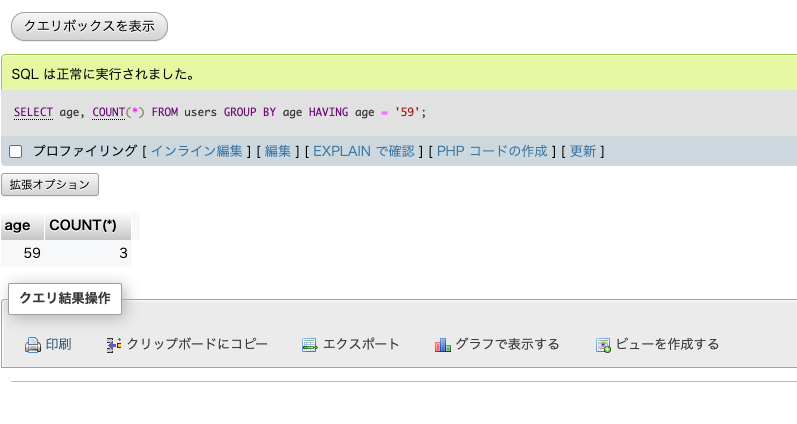 クエリボックスを表示
SQL は正常に実行されました。
SELECT age, COUNT(*) FROM users GROUP BY age HAVING age = '59';
プロファイリング [ インライン編集 ] [ 編集 ] [ EXPLAIN で確認 ] [ PHP コードの作成 ] [ 更新 ]
拡張オプション
age COUNT(*)
59 3
クエリ結果操作
印刷 クリップボードにコピー エクスポート グラフで表示する ビューを作成する